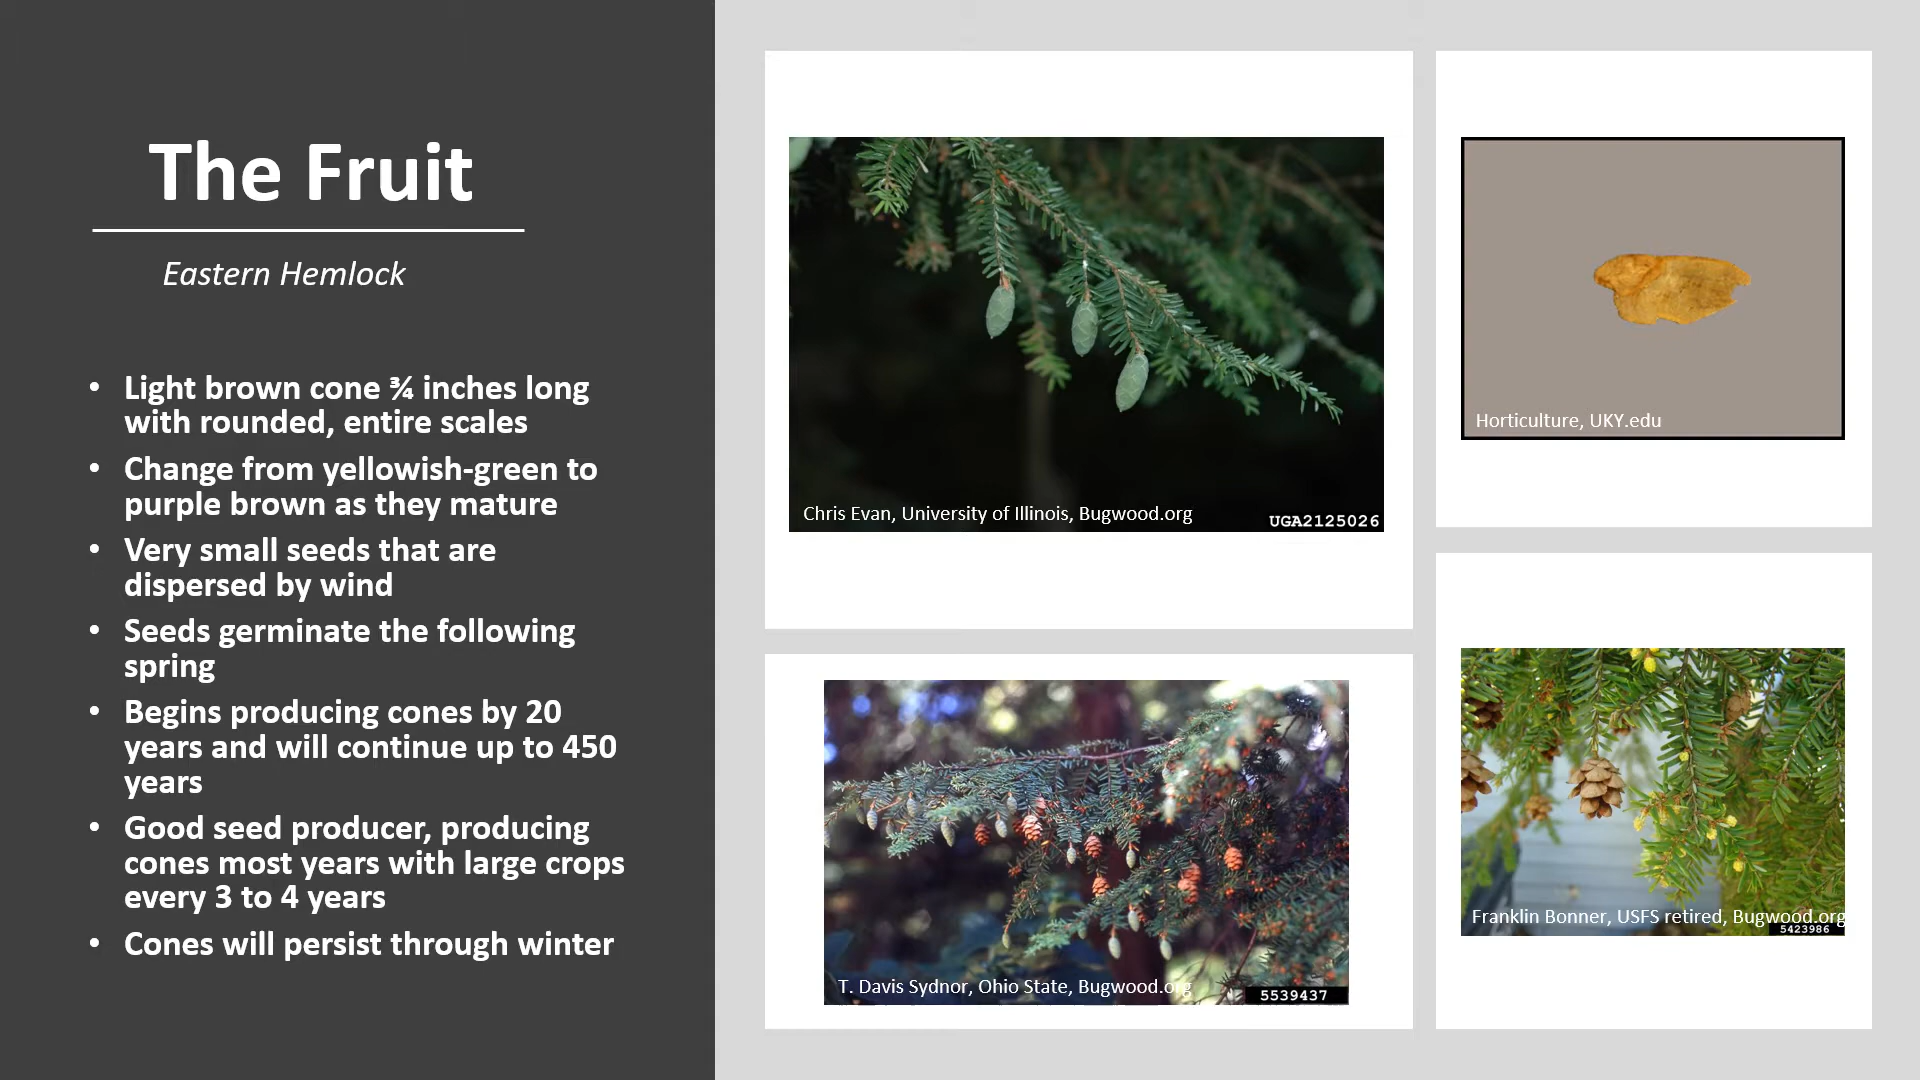 The Fruit
Eastern Hemlock
• Light brown cone ¾ inches long
with rounded, entire scales
• Change from yellowish-green to
purple brown as they mature
• Very small seeds that are
dispersed by wind
• Seeds germinate the following
spring
• Begins producing cones by 20
years and will continue up to 450
years
• Good seed producer, producing
cones most years with large crops
every 3 to 4 years
• Cones will persist through winter
Chris Evan, University of Illinois, Bugwood.org
UGA2125026
Horticulture, UKY.edu
T. Davis Sydnor, Ohio State, Bugwood.org
5539437
Franklin Bonner, USFS retired, Bugwood.org
5423986